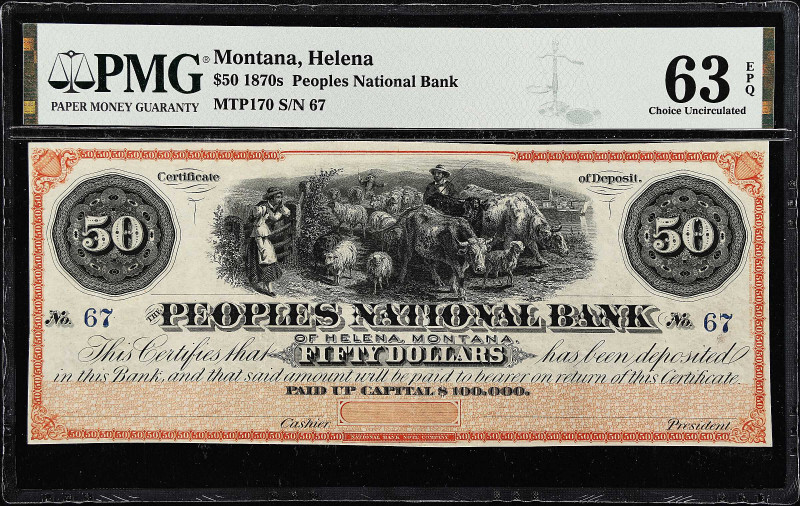 PMG®
PAPER MONEY GUARANTY
Montana, Helena
$50 1870s Peoples National Bank
MTP170 S/N 67
63
EPQ
Choice Uncirculated
Certificate of Deposit.
50 50
No. 67 No. 67
THE PEOPLES NATIONAL BANK
OF HELENA, MONTANA.
This Certifies that FIFTY DOLLARS has been deposited
in this Bank, and that said amount will be paid to bearer on return of this Certificate.
PAID UP CAPITAL $100,000.
Cashier President
NATIONAL BANK NOTE COMPANY